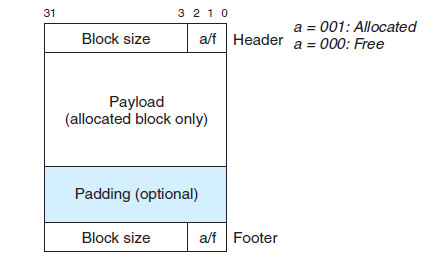 31 3 2 1 0
Block size a/f Header a = 001: Allocated
a = 000: Free
Payload
(allocated block only)
Padding (optional)
Block size a/f Footer